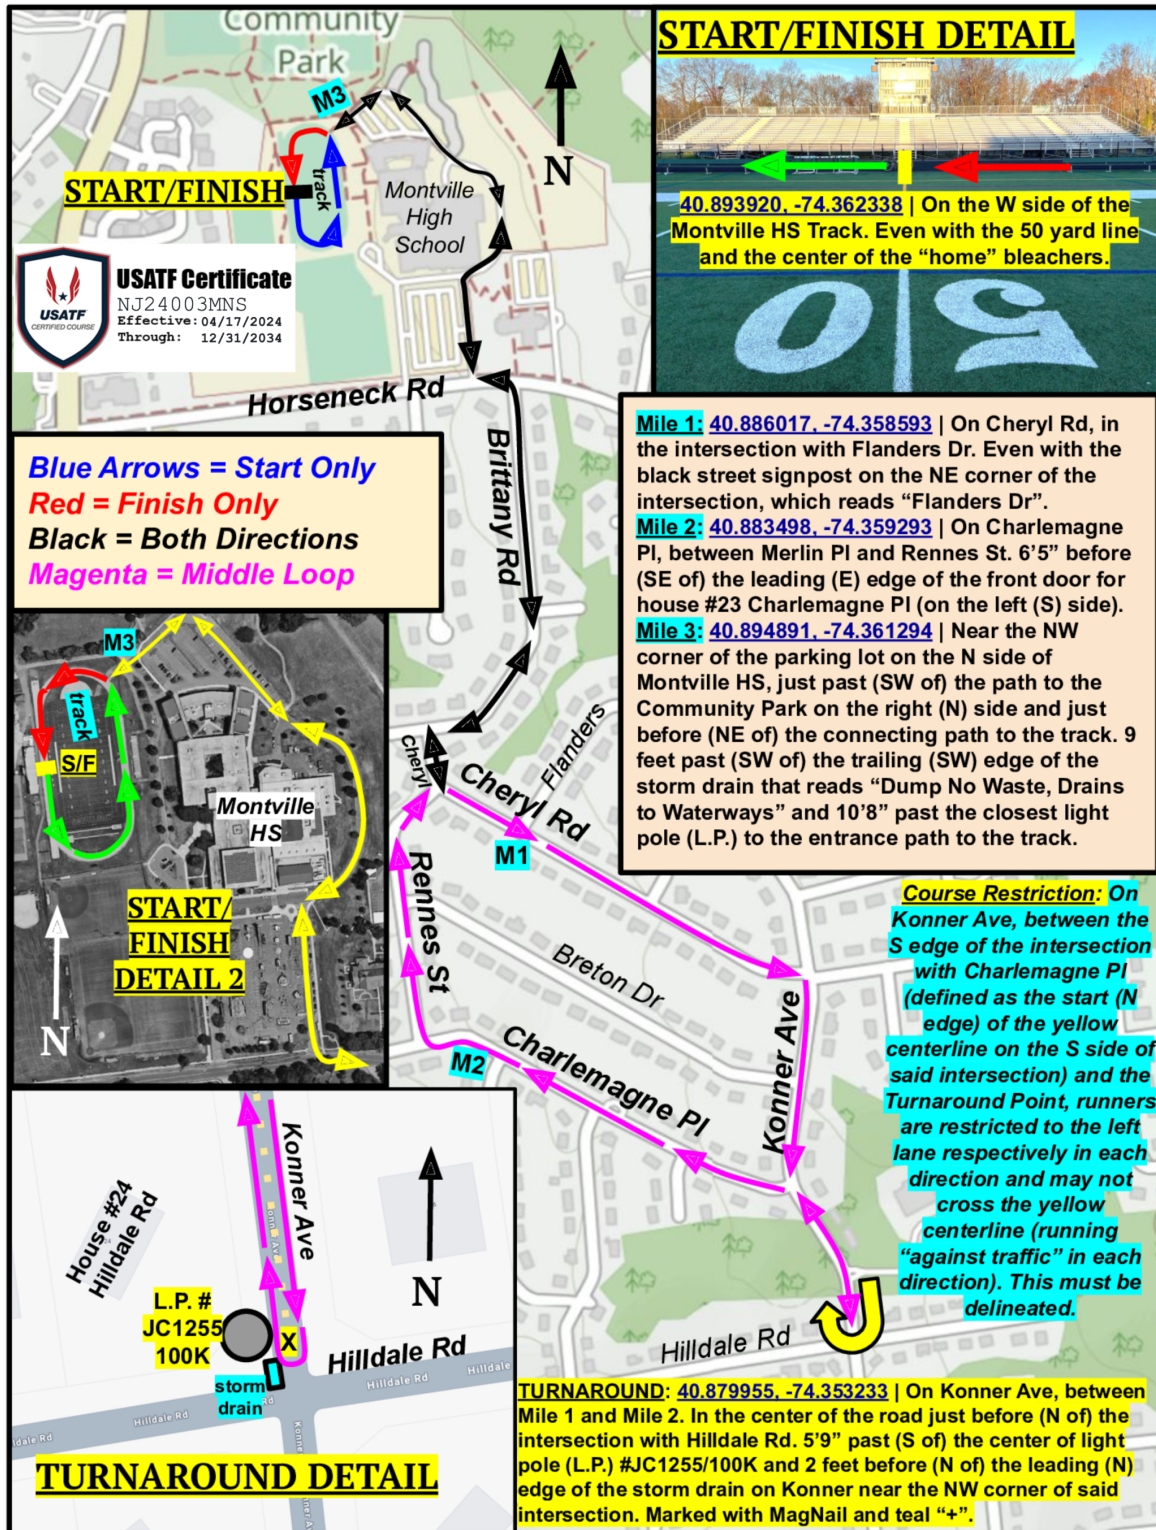 Community
Park
M3
N
START/FINISH
track
Montville
High
School
USATF
CERTIFIED COURSE
USATF Certificate
NJ24003MNS
Effective: 04/17/2024
Through: 12/31/2034
Horseneck Rd
START/FINISH DETAIL
40.893920, -74.362338 | On the W side of the
Montville HS Track. Even with the 50 yard line
and the center of the “home” bleachers.
50
Blue Arrows = Start Only
Red = Finish Only
Black = Both Directions
Magenta = Middle Loop
Brittany Rd
Mile 1: 40.886017, -74.358593 | On Cheryl Rd, in
the intersection with Flanders Dr. Even with the
black street signpost on the NE corner of the
intersection, which reads “Flanders Dr”.
Mile 2: 40.883498, -74.359293 | On Charlemagne
Pl, between Merlin Pl and Rennes St. 6’5” before
(SE of) the leading (E) edge of the front door for
house #23 Charlemagne Pl (on the left (S) side).
Mile 3: 40.894891, -74.361294 | Near the NW
corner of the parking lot on the N side of
Montville HS, just past (SW of) the path to the
Community Park on the right (N) side and just
before (NE of) the connecting path to the track. 9
feet past (SW of) the trailing (SW) edge of the
storm drain that reads “Dump No Waste, Drains
to Waterways” and 10’8” past the closest light
pole (L.P.) to the entrance path to the track.
M3
track
S/F
Montville
HS
START/
FINISH
DETAIL 2
N
Cheryl
Cheryl Rd
Flanders
M1
Rennes St
Breton Dr
Konner Ave
Charlemagne Pl
M2
Hilldale Rd
Course Restriction: On
Konner Ave, between the
S edge of the intersection
with Charlemagne Pl
(defined as the start (N
edge) of the yellow
centerline on the S side of
said intersection) and the
Turnaround Point, runners
are restricted to the left
lane respectively in each
direction and may not
cross the yellow
centerline (running
“against traffic” in each
direction). This must be
delineated.
Konner Ave
Konner Ave
House #24
Hilldale Rd
N
L.P. #
JC1255
100K
X
storm
drain
Hilldale Rd
Hilldale Rd
Hilldale
Hilldale Rd
TURNAROUND DETAIL
TURNAROUND: 40.879955, -74.353233 | On Konner Ave, between
Mile 1 and Mile 2. In the center of the road just before (N of) the
intersection with Hilldale Rd. 5’9” past (S of) the center of light
pole (L.P.) #JC1255/100K and 2 feet before (N of) the leading (N)
edge of the storm drain on Konner near the NW corner of said
intersection. Marked with MagNail and teal “+”.